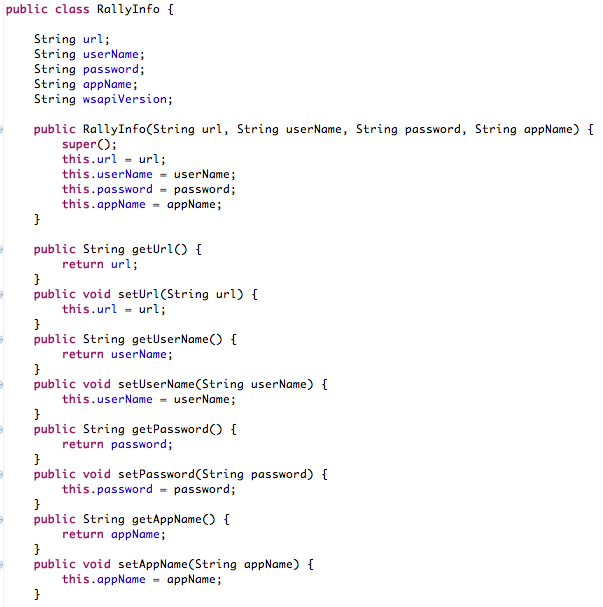 public class RallyInfo {
String url;
String userName;
String password;
String appName;
String wsapiVersion;
public RallyInfo(String url, String userName, String password, String appName) {
super();
this.url = url;
this.userName = userName;
this.password = password;
this.appName = appName;
}
public String getUrl() {
return url;
}
public void setUrl(String url) {
this.url = url;
}
public String getUserName() {
return userName;
}
public void setUserName(String userName) {
this.userName = userName;
}
public String getPassword() {
return password;
}
public void setPassword(String password) {
this.password = password;
}
public String getAppName() {
return appName;
}
public void setAppName(String appName) {
this.appName = appName;
}